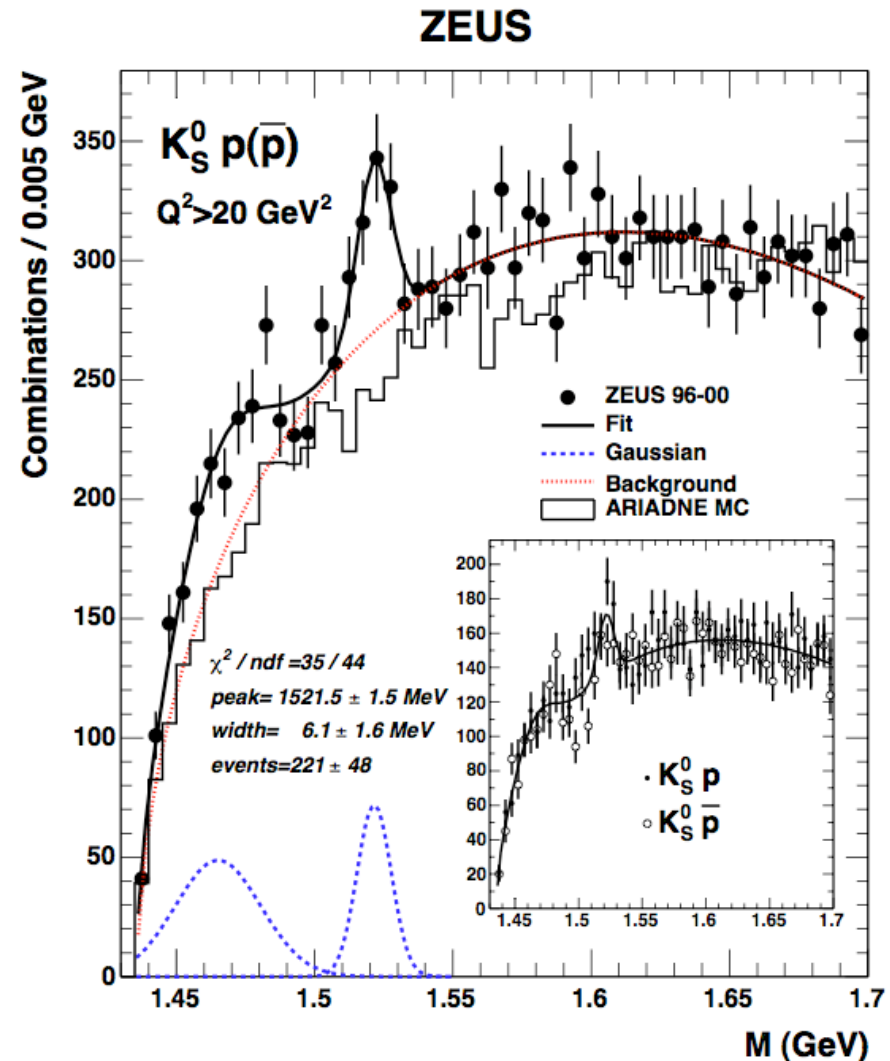 ZEUS
Combinations / 0.005 GeV
350
300
250
200
150
100
50
0
K⁰_S p(p̅)
Q²>20 GeV²
ZEUS 96-00
Fit
Gaussian
Background
ARIADNE MC
χ² / ndf =35 / 44
peak= 1521.5 ± 1.5 MeV
width= 6.1 ± 1.6 MeV
events=221 ± 48
200
180
160
140
120
100
80
60
40
20
0
K⁰_S p
K⁰_S p̅
1.45 1.5 1.55 1.6 1.65 1.7
1.45 1.5 1.55 1.6 1.65 1.7
M (GeV)